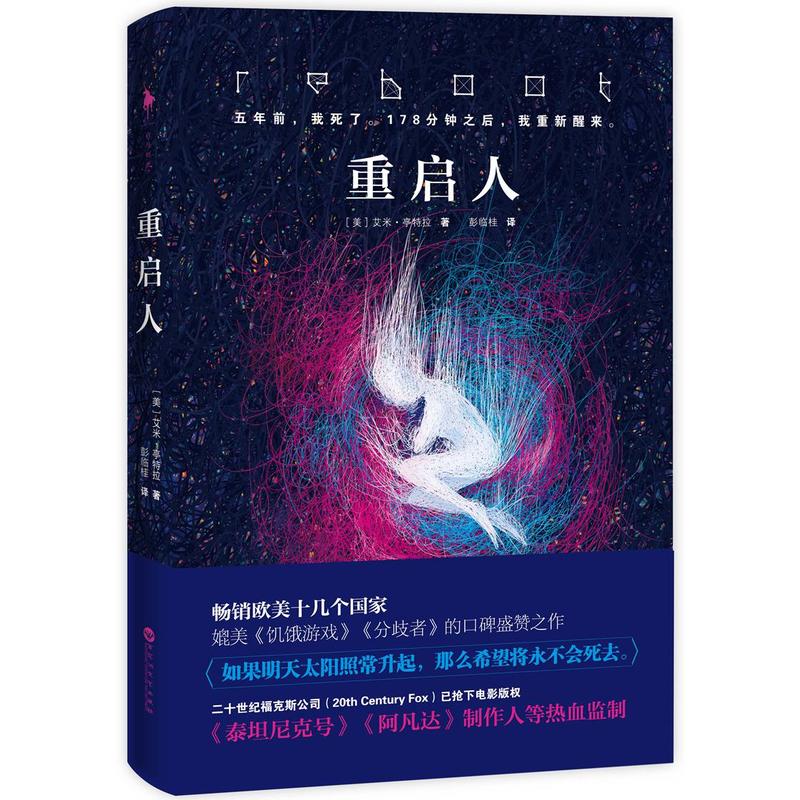 reboot
五年前，我死了。178分钟之后，我重新醒来。
重启人
［美］艾米·亭特拉 著 彭临桂 译
重启人
［美］艾米·亭特拉 著
彭临桂 译
畅销欧美十几个国家
媲美《饥饿游戏》《分歧者》的口碑盛赞之作
〈如果明天太阳照常升起，那么希望将永不会死去。〉
二十世纪福克斯公司（20th Century Fox）已抢下电影版权
《泰坦尼克号》《阿凡达》制作人等热血监制